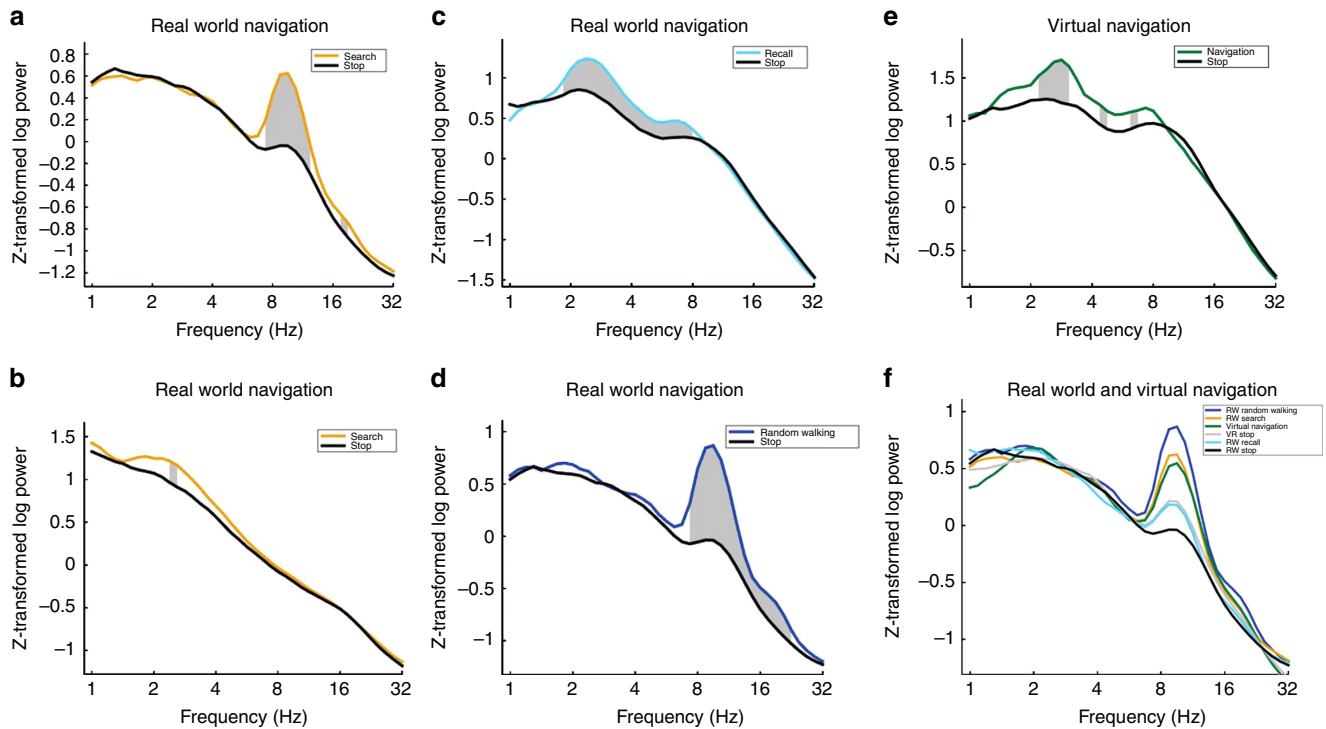 a
Real world navigation
Search
Stop
Z-transformed log power
0.8
0.6
0.4
0.2
0
−0.2
−0.4
−0.6
−0.8
−1
−1.2
1 2 4 8 16 32
Frequency (Hz)
c
Real world navigation
Recall
Stop
Z-transformed log power
1
0.5
0
−0.5
−1
−1.5
1 2 4 8 16 32
Frequency (Hz)
e
Virtual navigation
Navigation
Stop
Z-transformed log power
1.5
1
0.5
0
−0.5
1 2 4 8 16 32
Frequency (Hz)
b
Real world navigation
Search
Stop
Z-transformed log power
1.5
1
0.5
0
−0.5
−1
1 2 4 8 16 32
Frequency (Hz)
d
Real world navigation
Random walking
Stop
Z-transformed log power
1
0.5
0
−0.5
−1
1 2 4 8 16 32
Frequency (Hz)
f
Real world and virtual navigation
RW random walking
RW search
Virtual navigation
VR stop
RW recall
RW stop
Z-transformed log power
1
0.5
0
−0.5
−1
1 2 4 8 16 32
Frequency (Hz)